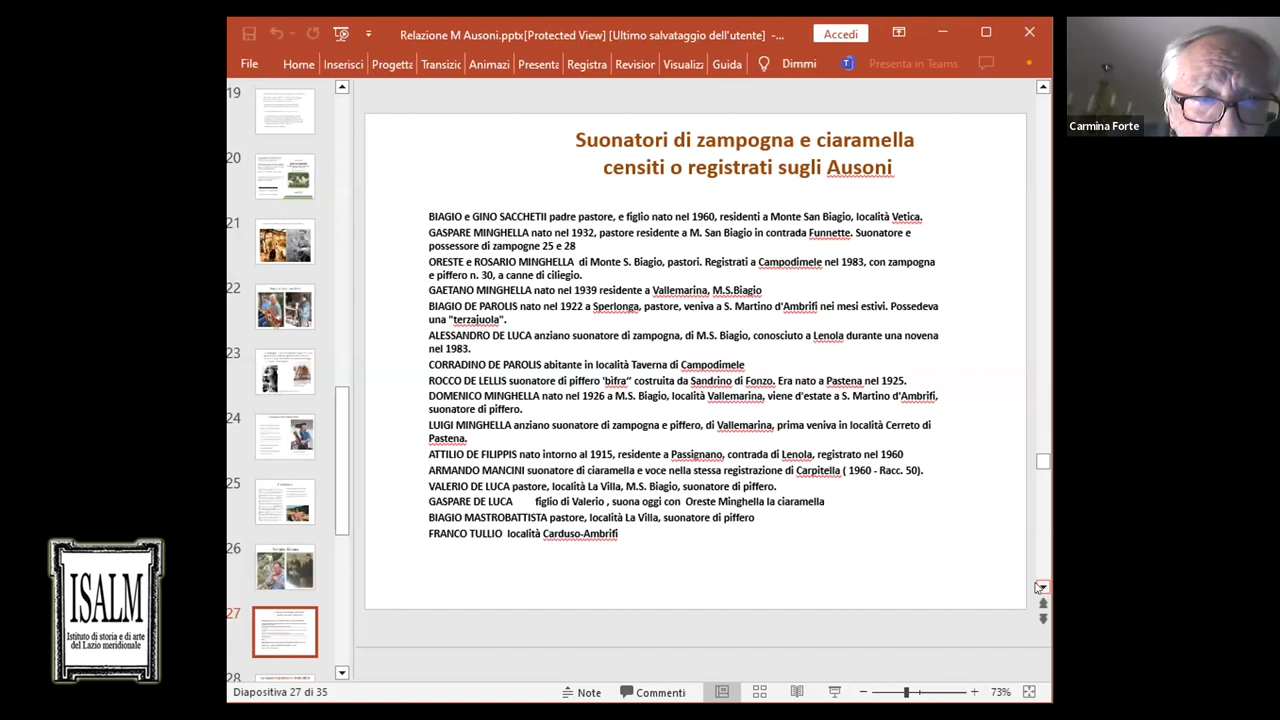 Relazione M Ausoni.pptx[Protected View] [Ultimo salvataggio dell'utente] -...
Accedi
File Home Inserisci Progetta Transizic Animazi Presenta Registra Revisior Visualiz Guida Dimmi Presenta in Teams
19
20
21
22
23
24
25
26
27
28
Suonatori di zampogna e ciaramella
censiti o registrati sugli Ausoni
BIAGIO e GINO SACCHETII padre pastore, e figlio nato nel 1960, residenti a Monte San Biagio, località Vetica.
GASPARE MINGHELLA nato nel 1932, pastore residente a M. San Biagio in contrada Funnette. Suonatore e
possessore di zampogne 25 e 28
ORESTE e ROSARIO MINGHELLA di Monte S. Biagio, pastori. Registrati a Campodimele nel 1983, con zampogna
e piffero n. 30, a canne di ciliegio.
GAETANO MINGHELLA nato nel 1939 residente a Vallemarina, M.S.Biagio
BIAGIO DE PAROLIS nato nel 1922 a Sperlonga, pastore, veniva a S. Martino d'Ambrifi nei mesi estivi. Possedeva
una "terzajuola".
ALESSANDRO DE LUCA anziano suonatore di zampogna, di M.S. Biagio, conosciuto a Lenola durante una novena
nel 1983.
CORRADINO DE PAROLIS abitante in località Taverna di Campodimele
ROCCO DE LELLIS suonatore di piffero 'bifra" costruita da Sandrino di Fonzo. Era nato a Pastena nel 1925.
DOMENICO MINGHELLA nato nel 1926 a M.S. Biagio, località Vallemarina, viene d'estate a S. Martino d'Ambrifi,
suonatore di piffero.
LUIGI MINGHELLA anziano suonatore di zampogna e piffero, di Vallemarina, prima veniva in località Cerreto di
Pastena.
ATTILIO DE FILIPPIS nato intorno al 1915, residente a Passignano, contrada di Lenola, registrato nel 1960
ARMANDO MANCINI suonatore di ciaramella e voce nella stessa registrazione di Carpitella ( 1960 - Racc. 50).
VALERIO DE LUCA pastore, località La Villa, M.S. Biagio, suonatore di piffero.
GASPARE DE LUCA figlio di Valerio , suona oggi con Oreste Minghella la ciaramella
BIAGIO MASTROBATTISTA pastore, località La Villa, suonatore di piffero
FRANCO TULLIO località Carduso-Ambrifi
Diapositiva 27 di 35
Note
Commenti
73%
Carmina Forte
ISALM
Istituto di storia e di arte
del Lazio meridionale